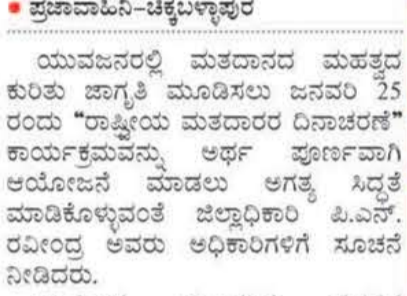 • ಪ್ರಜಾವಾಹಿನಿ-ಚಿಕ್ಕಬಳ್ಳಾಪುರ
ಯುವಜನರಲ್ಲಿ ಮತದಾನದ ಮಹತ್ವದ
ಕುರಿತು ಜಾಗೃತಿ ಮೂಡಿಸಲು ಜನವರಿ 25
ರಂದು “ರಾಷ್ಟ್ರೀಯ ಮತದಾರರ ದಿನಾಚರಣೆ”
ಕಾರ್ಯಕ್ರಮವನ್ನು ಅರ್ಥ ಪೂರ್ಣವಾಗಿ
ಆಯೋಜನೆ ಮಾಡಲು ಅಗತ್ಯ ಸಿದ್ಧತೆ
ಮಾಡಿಕೊಳ್ಳುವಂತೆ ಜಿಲ್ಲಾಧಿಕಾರಿ ಪಿ.ಎನ್.
ರವೀಂದ್ರ ಅವರು ಅಧಿಕಾರಿಗಳಿಗೆ ಸೂಚನೆ
ನೀಡಿದರು.